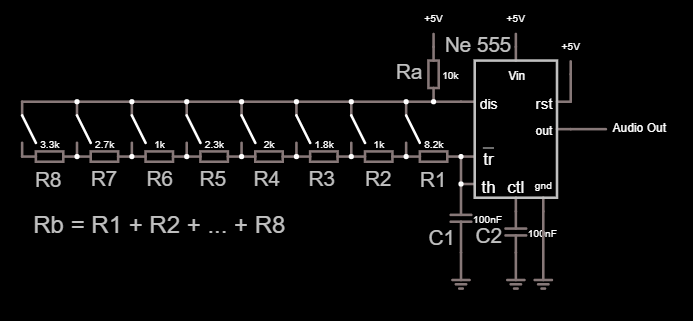 +5V
+5V
Ne 555
+5V
Ra
10k
Vin
dis
rst
out
Audio Out
3.3k
2.7k
1k
2.3k
2k
1.8k
1k
8.2k
tr
R8
R7
R6
R5
R4
R3
R2
R1
th
ctl
gnd
Rb = R1 + R2 + ... + R8
C1
100nF
C2
100nF